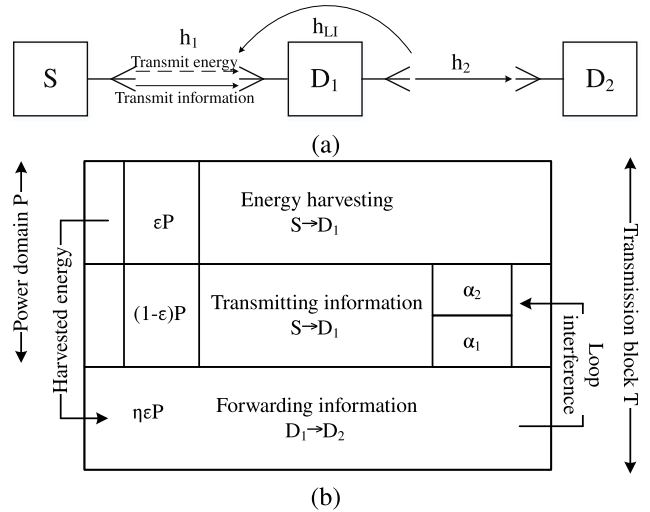 h1
hLI
Transmit energy
S
D1
h2
D2
Transmit information
(a)
Power domain P
Harvested energy
εP
Energy harvesting
S→D1
(1-ε)P
Transmitting information
S→D1
α2
α1
Loop
interference
Transmission block T
ηεP
Forwarding information
D1→D2
(b)